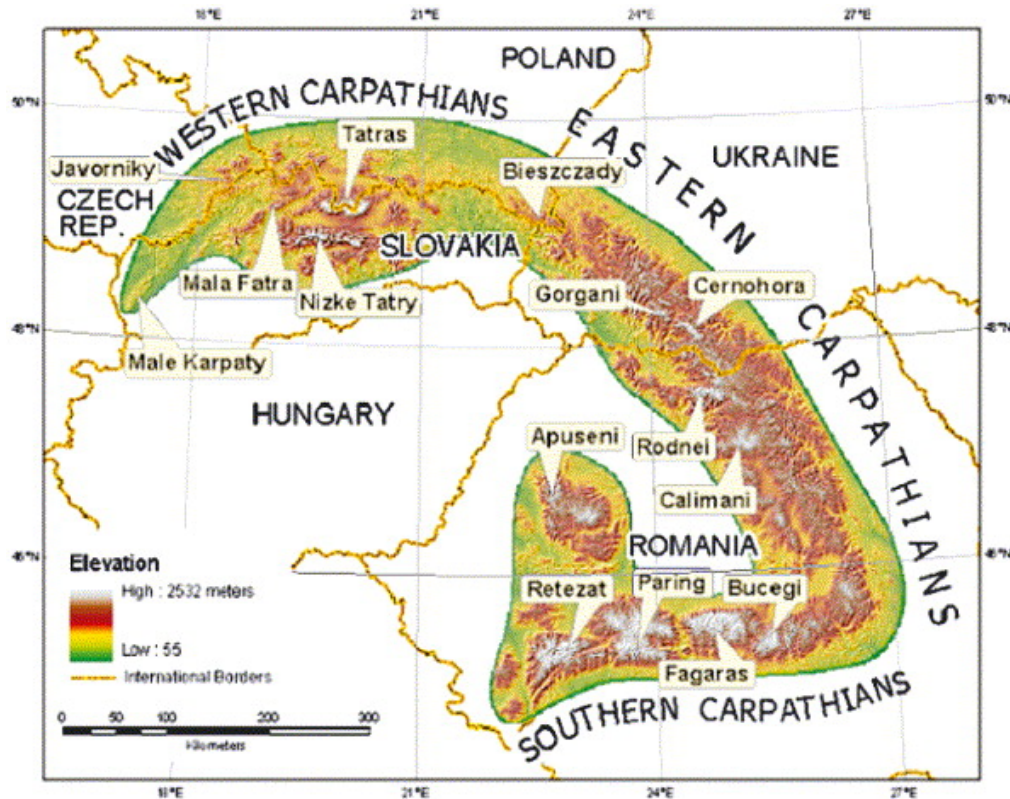 18°E
21°E
24°E
27°E
50°N
50°N
POLAND
WESTERN CARPATHIANS
EASTERN CARPATHIANS
Tatras
UKRAINE
Javorniky
Bieszczady
CZECH
REP.
SLOVAKIA
Mala Fatra
Nizke Tatry
Gorgani
Cernohora
48°N
48°N
Male Karpaty
HUNGARY
Apuseni
Rodnei
Calimani
ROMANIA
46°N
46°N
Elevation
High : 2532 meters
Low : 55
International Borders
Retezat
Paring
Bucegi
Fagaras
SOUTHERN CARPATHIANS
0 50 100 200 300
Kilometers
18°E
21°E
24°E
27°E